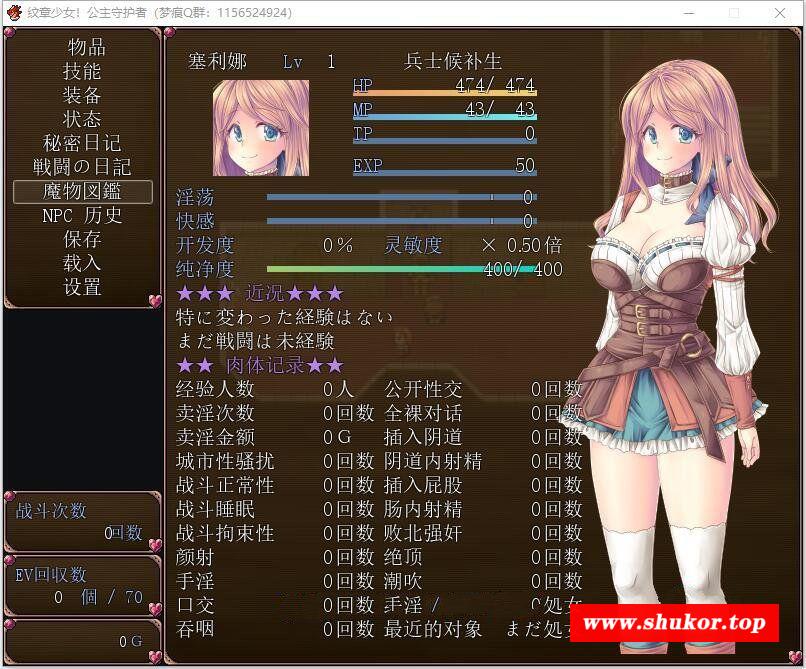 纹章少女！公主守护者（梦痕Q群：1156524924）
物品
技能
装备
状态
秘密日记
戦闘の日記
魔物図鑑
NPC 历史
保存
载入
设置
战斗次数
0回数
EV回収数
0 個 / 70
0 G
塞利娜 Lv 1 兵士候补生
HP 474/ 474
MP 43/ 43
TP 0
EXP 50
淫荡 0
快感 0
开发度 0% 灵敏度 × 0.50倍
纯净度 400/ 400
★★★ 近况★★★
特に変わった経験はない
まだ戦闘は未経験
★★ 肉体记录★★
经验人数 0人 公开性交 0回数
卖淫次数 0回数 全裸对话 0回数
卖淫金额 0G 插入阴道 0回数
城市性骚扰 0回数 阴道内射精 0回数
战斗正常性 0回数 插入屁股 0回数
战斗睡眠 0回数 肠内射精 0回数
战斗拘束性 0回数 败北强奸 0回数
颜射 0回数 绝顶 0回数
手淫 0回数 潮吹 0回数
口交 0回数 手淫 / 处女
吞咽 0回数 最近的对象 まだ処女
www.shukor.top